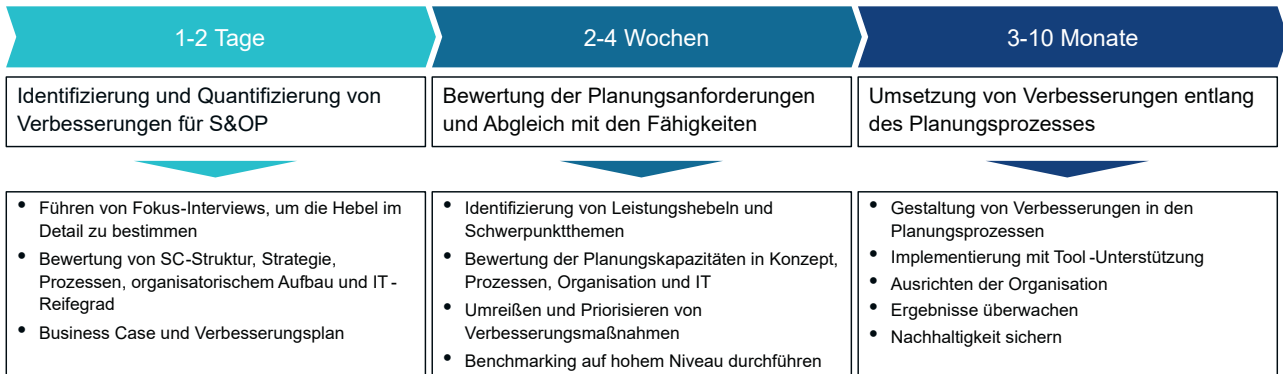 1-2 Tage
2-4 Wochen
3-10 Monate
Identifizierung und Quantifizierung von
Verbesserungen für S&OP
Bewertung der Planungsanforderungen
und Abgleich mit den Fähigkeiten
Umsetzung von Verbesserungen entlang
des Planungsprozesses
• Führen von Fokus-Interviews, um die Hebel im
Detail zu bestimmen
• Bewertung von SC-Struktur, Strategie,
Prozessen, organisatorischem Aufbau und IT -
Reifegrad
• Business Case und Verbesserungsplan
• Identifizierung von Leistungshebeln und
Schwerpunktthemen
• Bewertung der Planungskapazitäten in Konzept,
Prozessen, Organisation und IT
• Umreißen und Priorisieren von
Verbesserungsmaßnahmen
• Benchmarking auf hohem Niveau durchführen
• Gestaltung von Verbesserungen in den
Planungsprozessen
• Implementierung mit Tool -Unterstützung
• Ausrichten der Organisation
• Ergebnisse überwachen
• Nachhaltigkeit sichern